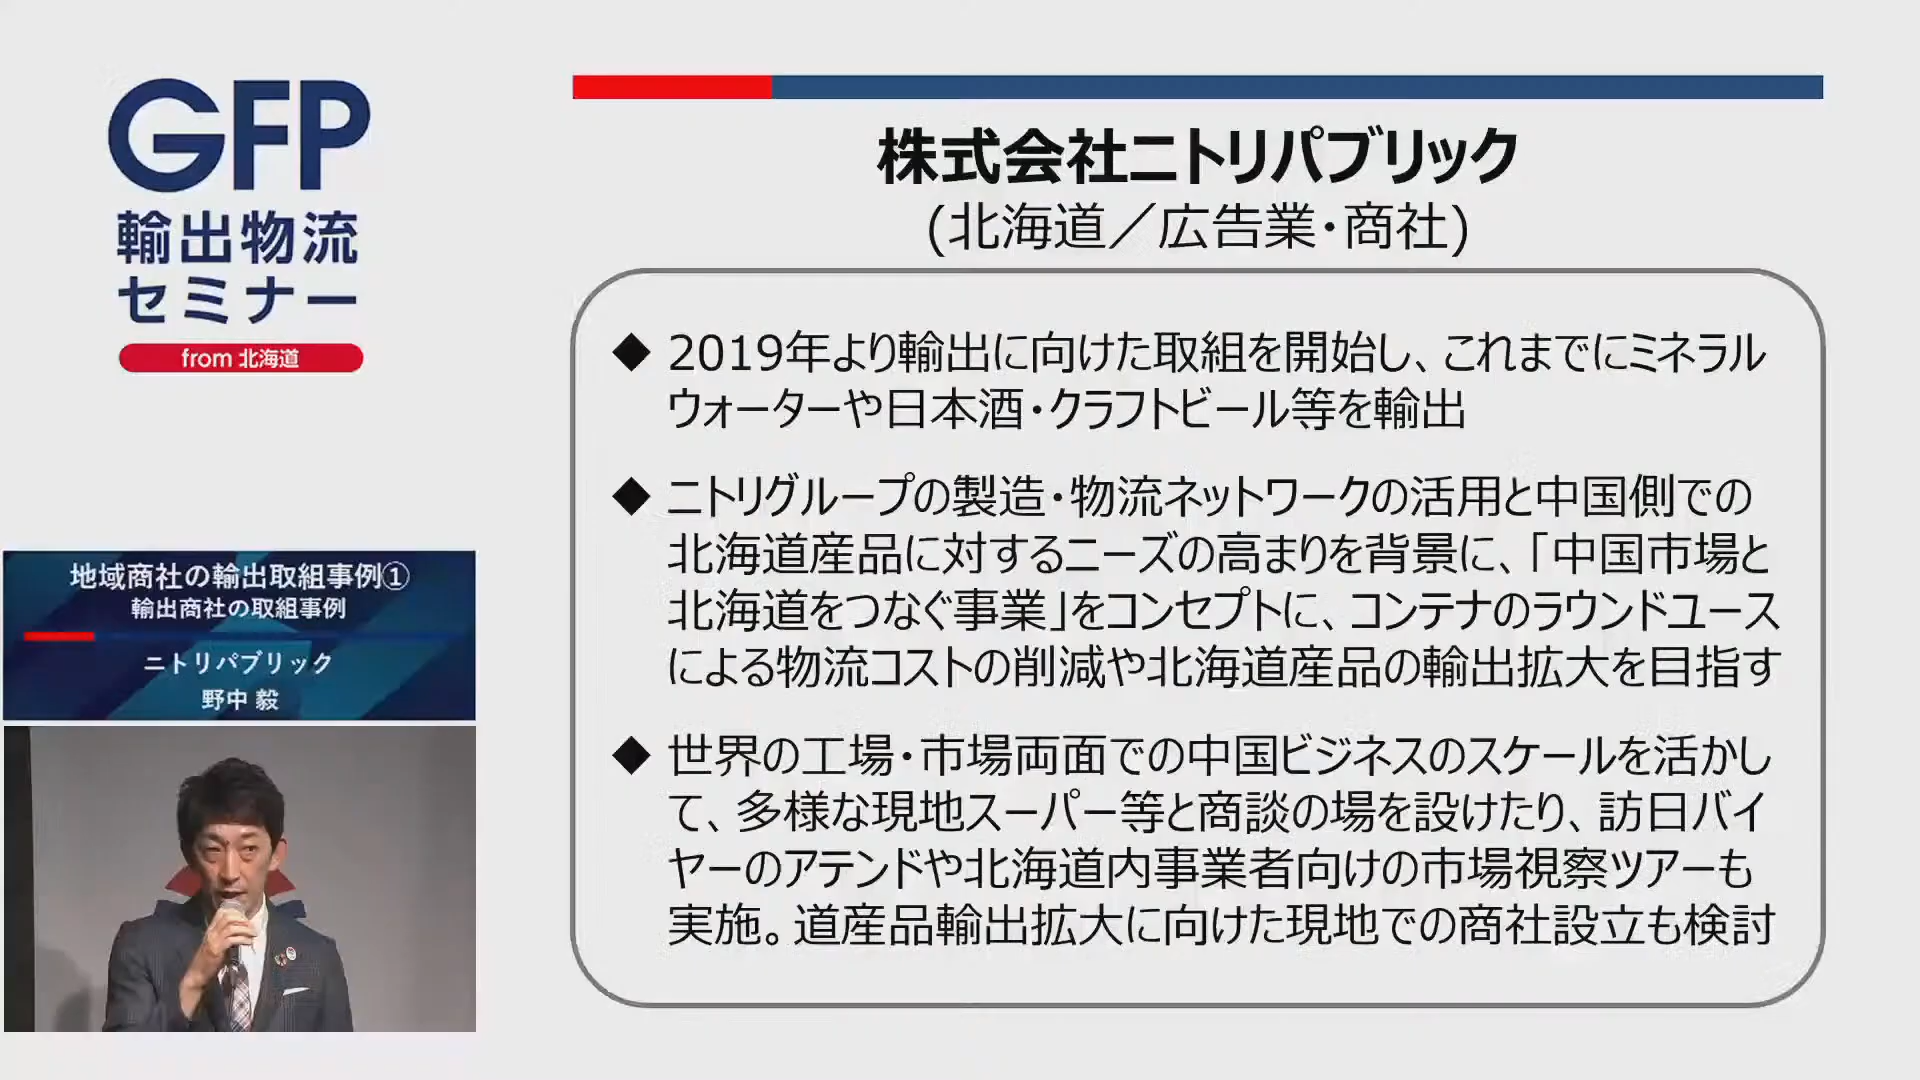 GFP
輸出物流
セミナー
from 北海道
株式会社ニトリパブリック
(北海道／広告業・商社)
◆ 2019年より輸出に向けた取組を開始し、これまでにミネラル
ウォーターや日本酒・クラフトビール等を輸出
◆ ニトリグループの製造・物流ネットワークの活用と中国側での
北海道産品に対するニーズの高まりを背景に、「中国市場と
北海道をつなぐ事業」をコンセプトに、コンテナのラウンドユース
による物流コストの削減や北海道産品の輸出拡大を目指す
◆ 世界の工場・市場両面での中国ビジネスのスケールを活かし
て、多様な現地スーパー等と商談の場を設けたり、訪日バイ
ヤーのアテンドや北海道内事業者向けの市場視察ツアーも
実施。道産品輸出拡大に向けた現地での商社設立も検討
地域商社の輸出取組事例①
輸出商社の取組事例
ニトリパブリック
野中 毅